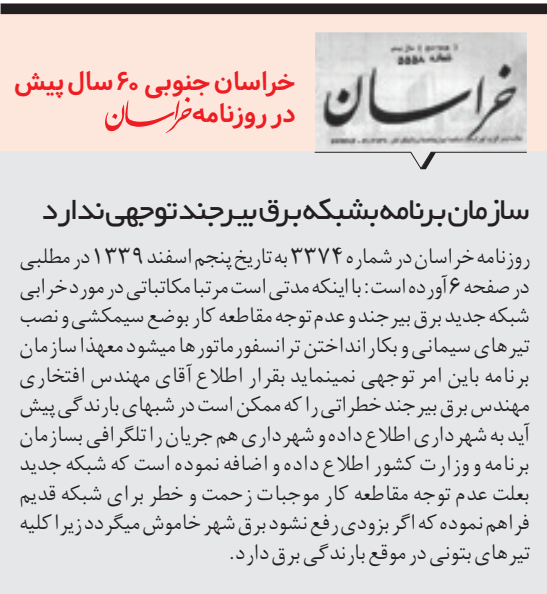 خراسان جنوبی ۶۰ سال پیش
در روزنامه خراسان
شماره ۵۵۵۸
خراسان
سازمان برنامه بشبکه برق بیرجند توجهی ندارد
روزنامه خراسان در شماره ۳۳۷۴ به تاریخ پنجم اسفند ۱۳۳۹ در مطلبی
در صفحه ۶ آورده است: با اینکه مدتی است مرتبا مکاتباتی در مورد خرابی
شبکه جدید برق بیرجند و عدم توجه مقاطعه کار بوضع سیمکشی و نصب
تیرهای سیمانی و بکار انداختن ترانسفور ماتورها میشود معهذا سازمان
برنامه باین امر توجهی نمینماید بقرار اطلاع آقای مهندس افتخاری
مهندس برق بیرجند خطراتی را که ممکن است در شبهای بارندگی پیش
آید به شهرداری اطلاع داده و شهرداری هم جریان را تلگرافی بسازمان
برنامه و وزارت کشور اطلاع داده و اضافه نموده است که شبکه جدید
بعلت عدم توجه مقاطعه کار موجبات زحمت و خطر برای شبکه قدیم
فراهم نموده که اگر بزودی رفع نشود برق شهر خاموش میگردد زیرا کلیه
تیرهای بتونی در موقع بارندگی برق دارد.